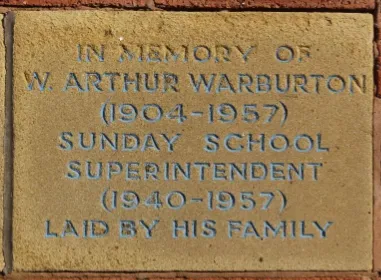 IN MEMORY OF
W. ARTHUR WARBURTON
(1904-1957)
SUNDAY SCHOOL
SUPERINTENDENT
(1940-1957)
LAID BY HIS FAMILY